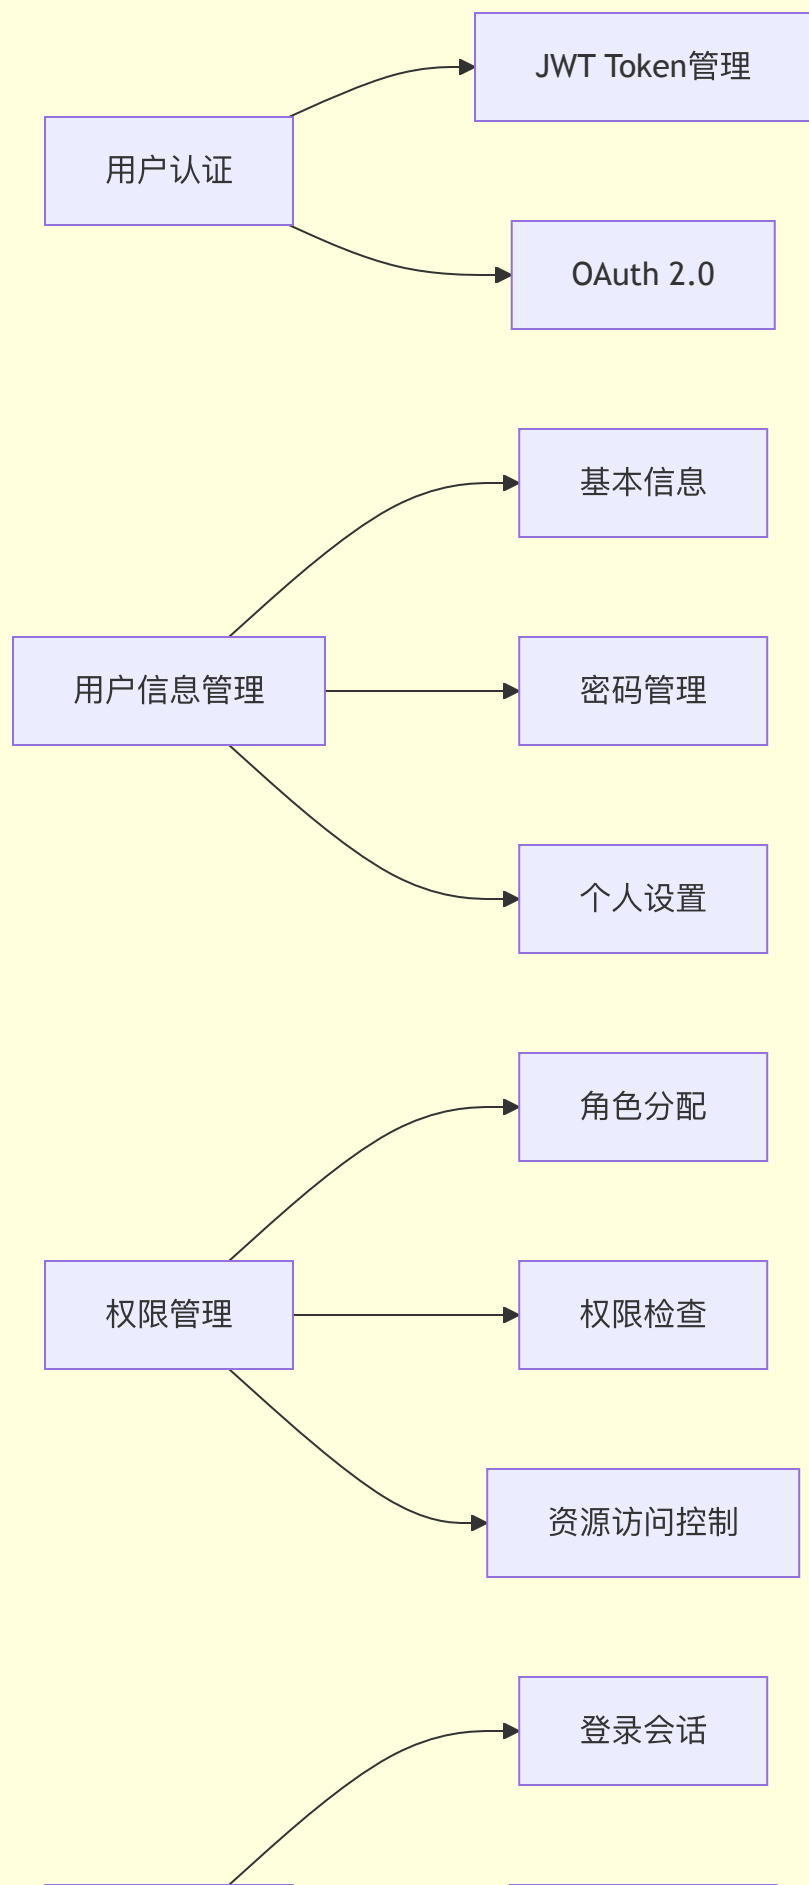 JWT Token管理
用户认证
OAuth 2.0
基本信息
用户信息管理
密码管理
个人设置
角色分配
权限管理
权限检查
资源访问控制
登录会话